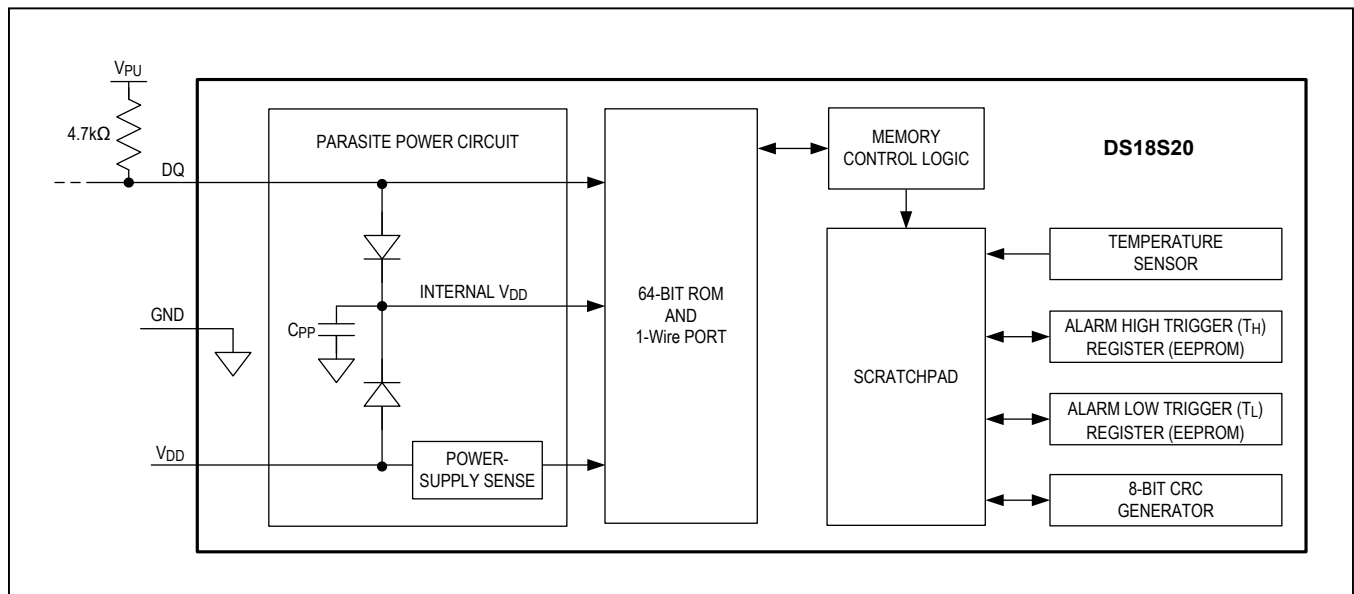 VPU
4.7kΩ
DQ
GND
VDD
PARASITE POWER CIRCUIT
INTERNAL VDD
CPP
POWER-
SUPPLY SENSE
64-BIT ROM
AND
1-Wire PORT
MEMORY
CONTROL LOGIC
DS18S20
SCRATCHPAD
TEMPERATURE
SENSOR
ALARM HIGH TRIGGER (TH)
REGISTER (EEPROM)
ALARM LOW TRIGGER (TL)
REGISTER (EEPROM)
8-BIT CRC
GENERATOR